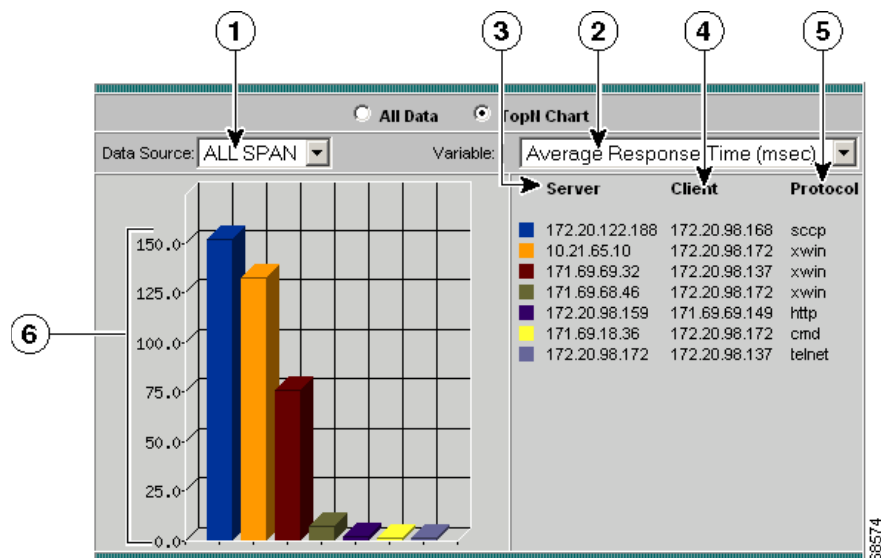 1 3 2 4 5
All Data TopN Chart
Data Source: ALL SPAN Variable: Average Response Time (msec)
Server Client Protocol
172.20.122.188 172.20.98.168 sccp
10.21.65.10 172.20.98.172 xwin
171.69.69.32 172.20.98.137 xwin
171.69.68.46 172.20.98.172 xwin
172.20.98.159 171.69.69.149 http
171.69.18.36 172.20.98.172 cmd
172.20.98.172 172.20.98.137 telnet
150.0
125.0
6
100.0
75.0
50.0
25.0
0.0